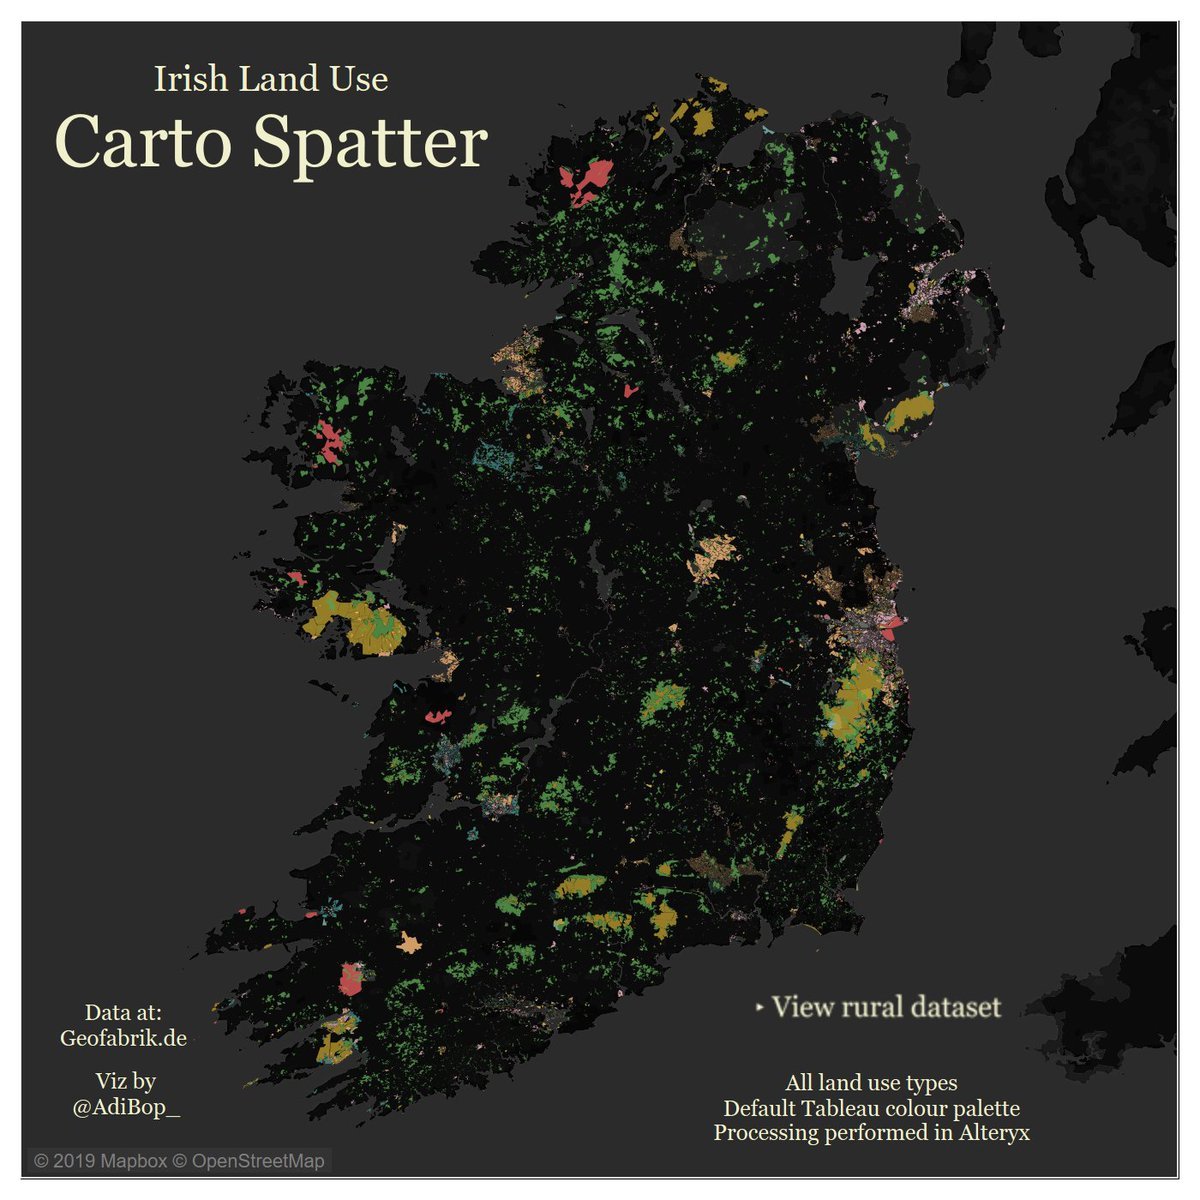 Irish Land Use
Carto Spatter
‣ View rural dataset
Data at:
Geofabrik.de
Viz by
@AdiBop_
All land use types
Default Tableau colour palette
Processing performed in Alteryx
© 2019 Mapbox © OpenStreetMap